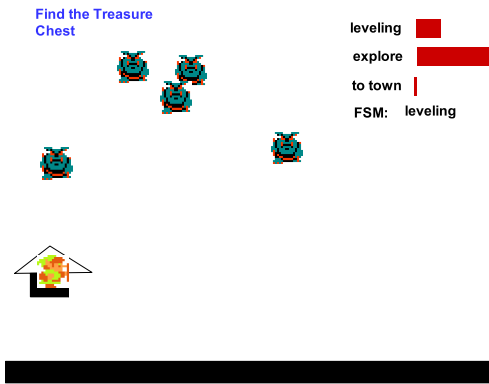 Find the Treasure
Chest
leveling
explore
to town
FSM: leveling